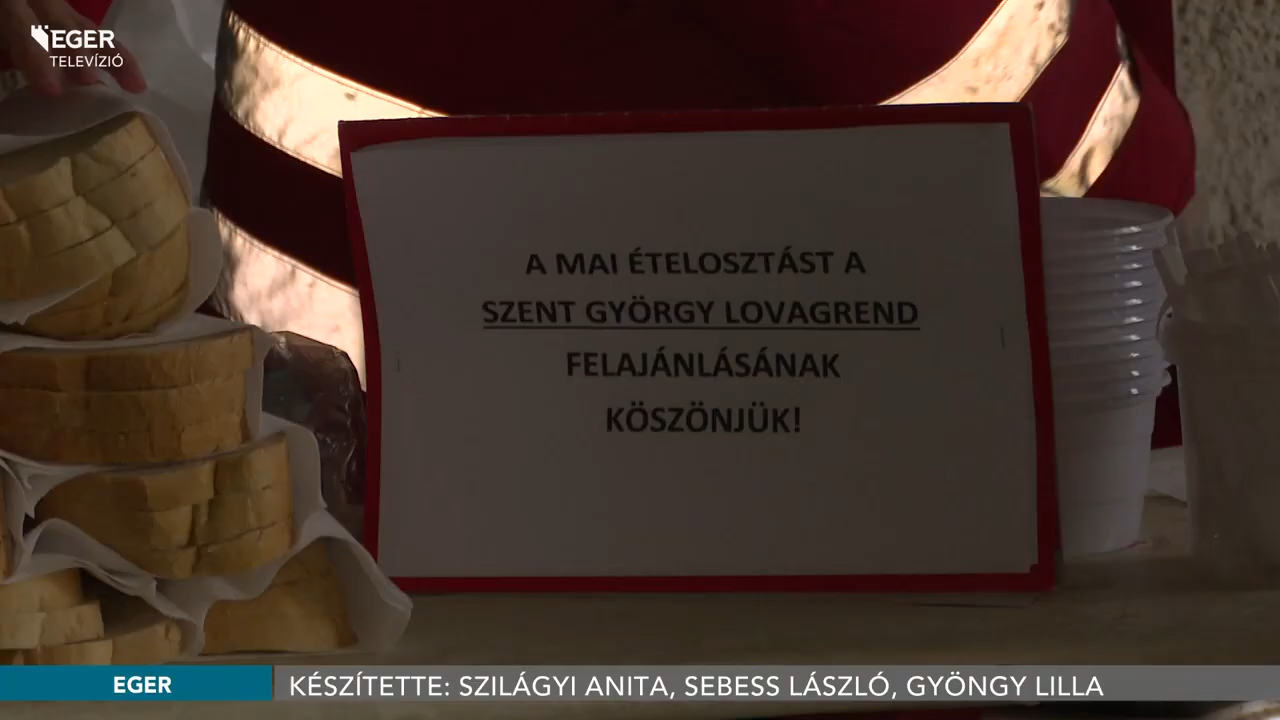 EGER
TELEVÍZIÓ
A MAI ÉTELOSZTÁST A
SZENT GYÖRGY LOVAGREND
FELAJÁNLÁSÁNAK
KÖSZÖNJÜK!
EGER
KÉSZÍTETTE: SZILÁGYI ANITA, SEBESS LÁSZLÓ, GYÖNGY LILLA